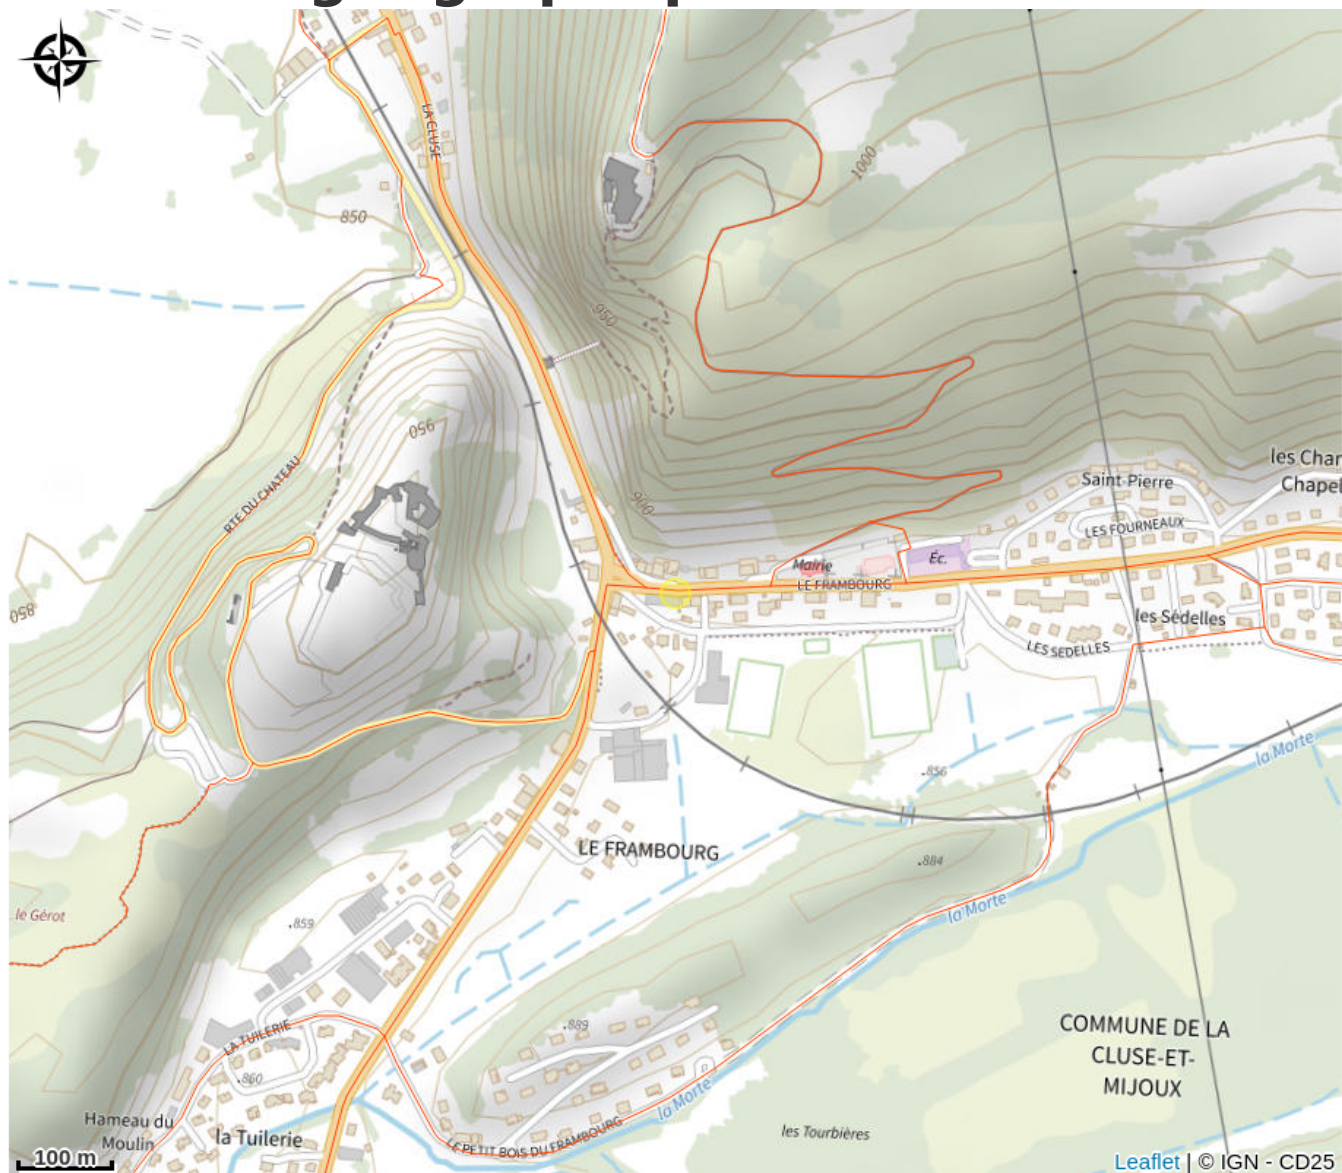 LA CLUSE
850
1000
950
950
RTE DU CHATEAU
900
850
les Char
Chapel
Saint-Pierre
LES FOURNEAUX
Mairie
Éc.
LE FRAMBOURG
les Sédelles
LES SEDELLES
la Morte
.856
LE FRAMBOURG
.884
le Gérot
.859
la Morte
.889
COMMUNE DE LA
CLUSE-ET-
MIJOUX
LA TUILERIE
.860
Hameau du
Moulin
la Tuilerie
la Morte
LE PETIT BOIS DU FRAMBOURG
les Tourbières
100 m
Leaflet | © IGN - CD25